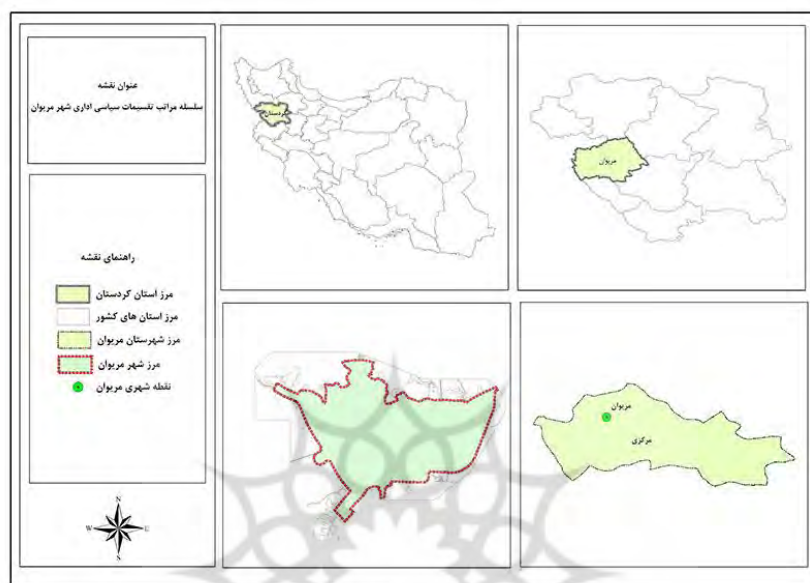 عنوان نقشه
سلسله مراتب تقسیمات سیاسی اداری شهر مریوان
کردستان
مریوان
راهنمای نقشه
مرز استان کردستان
مرز استان های کشور
مرز شهرستان مریوان
مرز شهر مریوان
نقطه شهری مریوان
مریوان
مرکزی
N
W
E
S